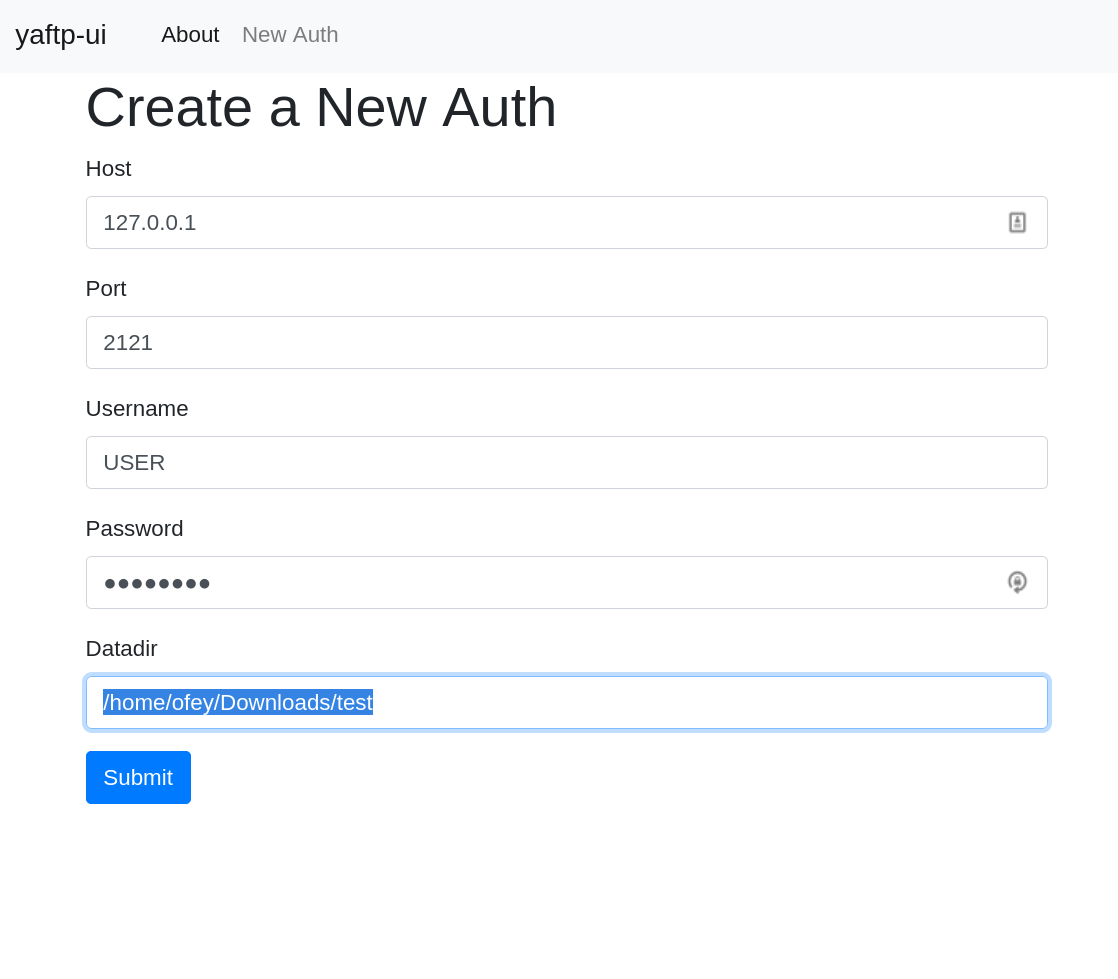 yaftp-ui About New Auth
Create a New Auth
Host
127.0.0.1
Port
2121
Username
USER
Password
●●●●●●●●
Datadir
/home/ofey/Downloads/test
Submit